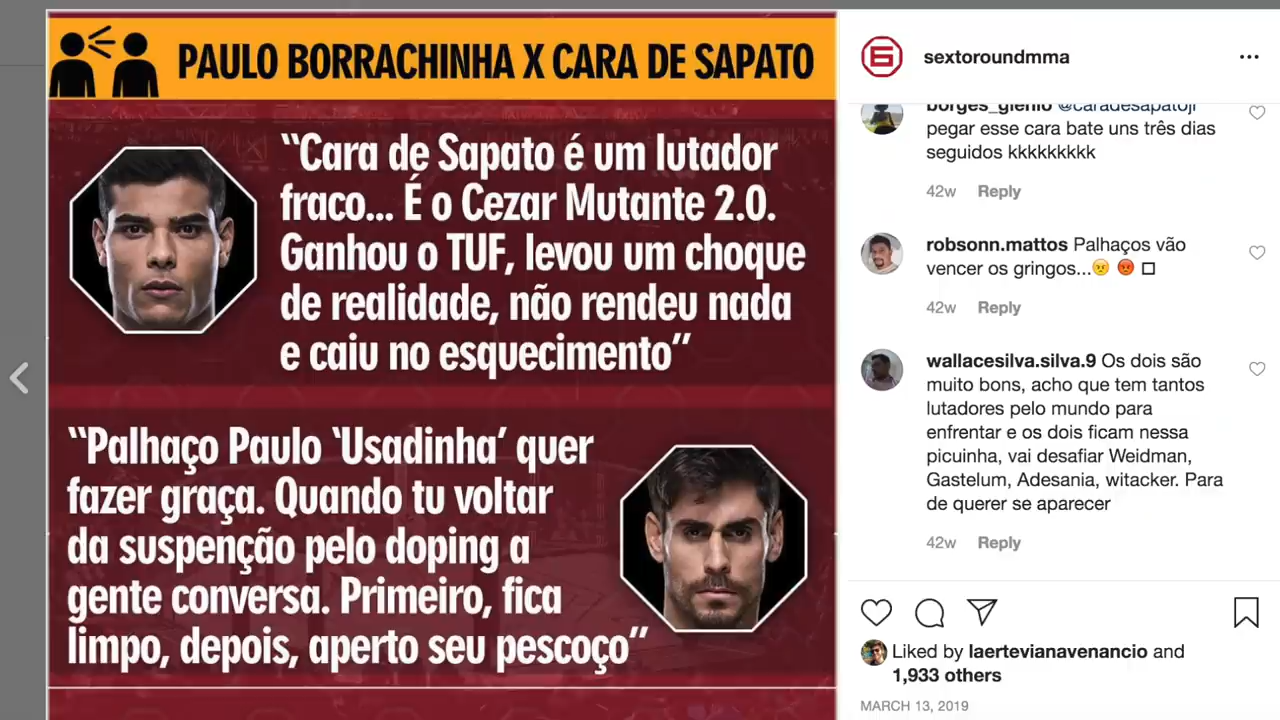 PAULO BORRACHINHA X CARA DE SAPATO
“Cara de Sapato é um lutador
fraco... É o Cezar Mutante 2.0.
Ganhou o TUF, levou um choque
de realidade, não rendeu nada
e caiu no esquecimento”
“Palhaço Paulo ‘Usadinha’ quer
fazer graça. Quando tu voltar
da suspenção pelo doping a
gente conversa. Primeiro, fica
limpo, depois, aperto seu pescoço”
sextoroundmma
borges_glenio @caradesapatojr
pegar esse cara bate uns três dias
seguidos kkkkkkkkk
42w Reply
robsonn.mattos Palhaços vão
vencer os gringos...😠 😡
42w Reply
wallacesilva.silva.9 Os dois são
muito bons, acho que tem tantos
lutadores pelo mundo para
enfrentar e os dois ficam nessa
picuinha, vai desafiar Weidman,
Gastelum, Adesania, witacker. Para
de querer se aparecer
42w Reply
Liked by laertevianavenancio and
1,933 others
MARCH 13, 2019